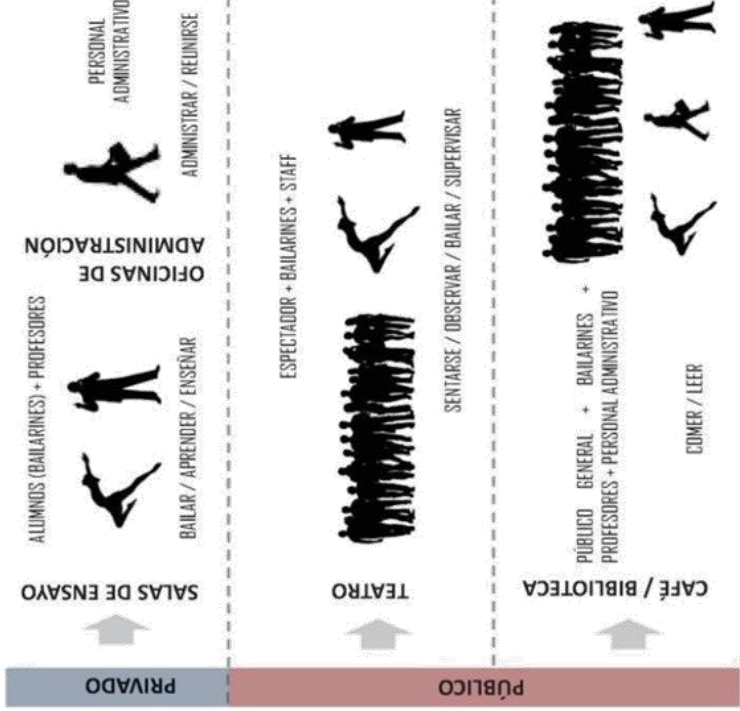 PRIVADO
SALAS DE ENSAYO
ALUMNOS (BAILARINES) + PROFESORES
BAILAR / APRENDER / ENSEÑAR
OFICINAS DE
ADMINISTRACIÓN
PERSONAL
ADMINISTRATIVO
ADMINISTRAR / REUNIRSE
PÚBLICO
TEATRO
ESPECTADOR + BAILARINES + STAFF
SENTARSE / OBSERVAR / BAILAR / SUPERVISAR
CAFÉ / BIBLIOTECA
PÚBLICO GENERAL + BAILARINES +
PROFESORES + PERSONAL ADMINISTRATIVO
COMER / LEER